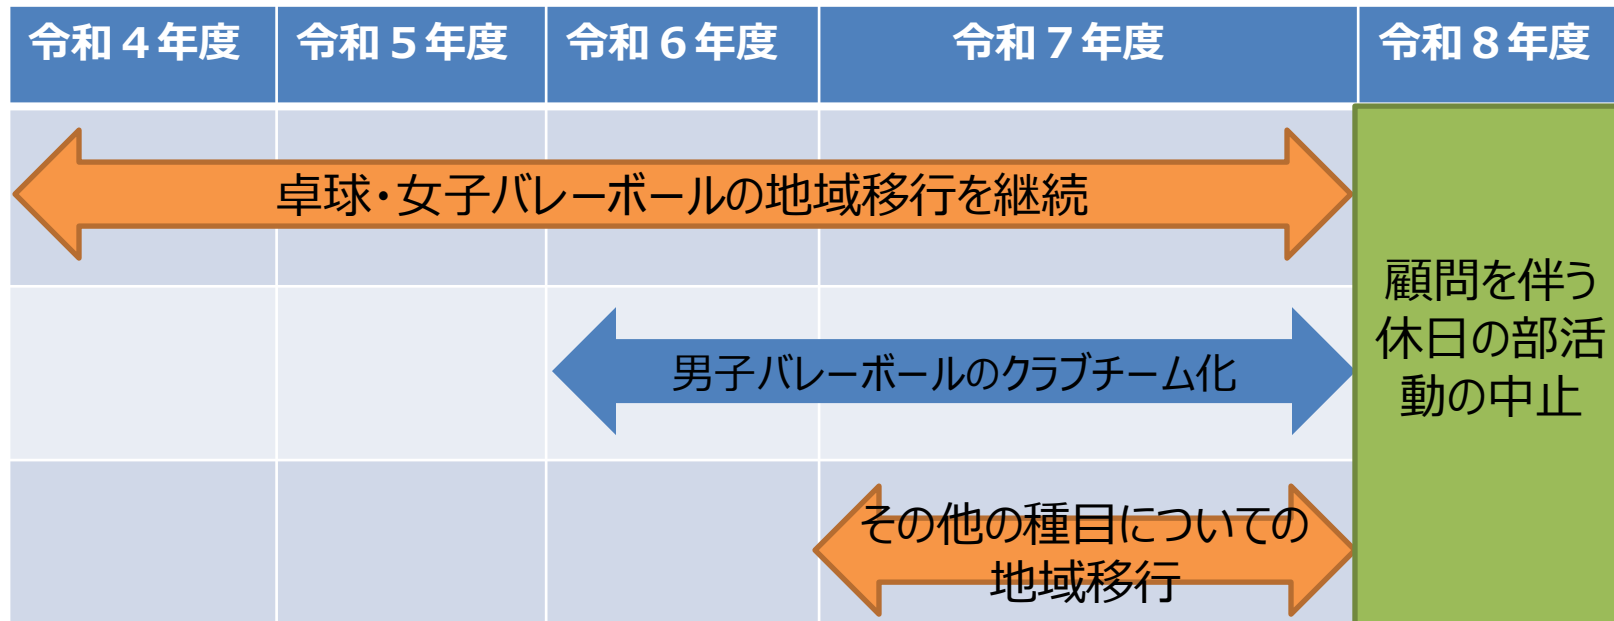 令和４年度
令和５年度
令和６年度
令和７年度
令和８年度
卓球・女子バレーボールの地域移行を継続
男子バレーボールのクラブチーム化
その他の種目についての
地域移行
顧問を伴う
休日の部活
動の中止